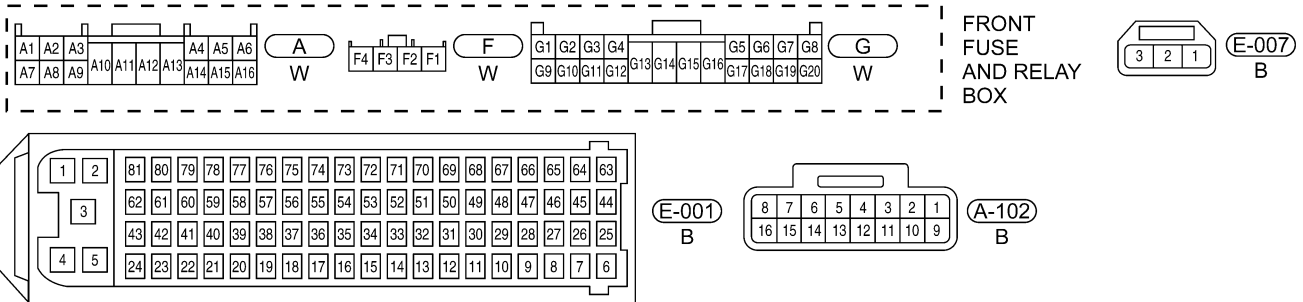 A1 A2 A3 A4 A5 A6
A7 A8 A9 A10 A11 A12 A13 A14 A15 A16
A
W
F4 F3 F2 F1
F
W
G1 G2 G3 G4 G5 G6 G7 G8
G9 G10 G11 G12 G13 G14 G15 G16 G17 G18 G19 G20
G
W
FRONT
FUSE
AND RELAY
BOX
3 2 1
E-007
B
1 2
3
4 5
81 80 79 78 77 76 75 74 73 72 71 70 69 68 67 66 65 64 63
62 61 60 59 58 57 56 55 54 53 52 51 50 49 48 47 46 45 44
43 42 41 40 39 38 37 36 35 34 33 32 31 30 29 28 27 26 25
24 23 22 21 20 19 18 17 16 15 14 13 12 11 10 9 8 7 6
E-001
B
8 7 6 5 4 3 2 1
16 15 14 13 12 11 10 9
A-102
B